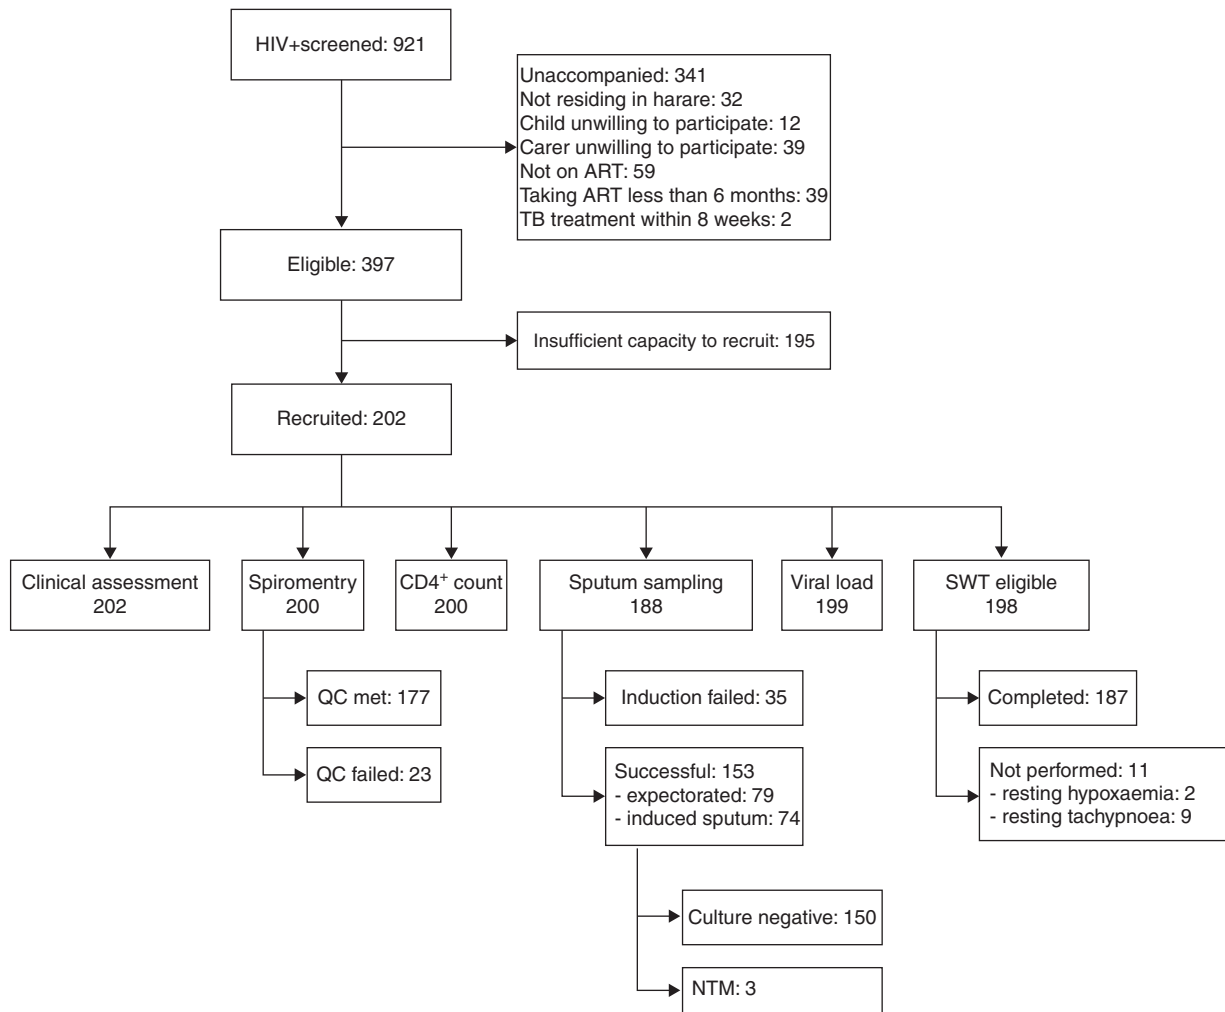 HIV+screened: 921
Unaccompanied: 341
Not residing in harare: 32
Child unwilling to participate: 12
Carer unwilling to participate: 39
Not on ART: 59
Taking ART less than 6 months: 39
TB treatment within 8 weeks: 2
Eligible: 397
Insufficient capacity to recruit: 195
Recruited: 202
Clinical assessment
202
Spiromentry
200
CD4⁺ count
200
Sputum sampling
188
Viral load
199
SWT eligible
198
QC met: 177
QC failed: 23
Induction failed: 35
Successful: 153
- expectorated: 79
- induced sputum: 74
Completed: 187
Not performed: 11
- resting hypoxaemia: 2
- resting tachypnoea: 9
Culture negative: 150
NTM: 3